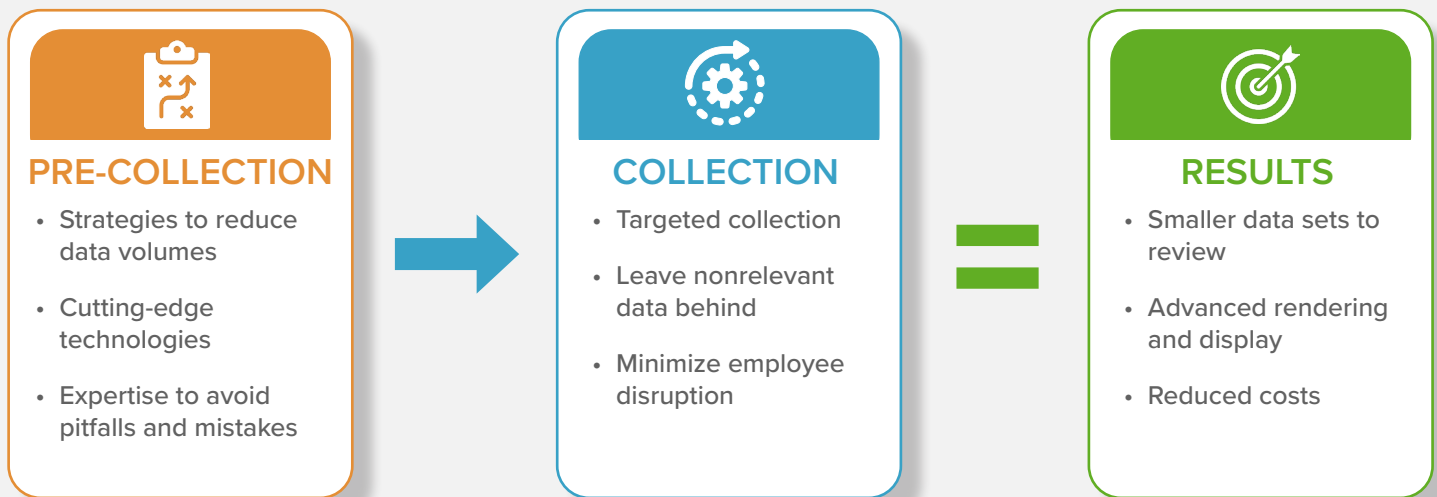 PRE-COLLECTION
• Strategies to reduce
data volumes
• Cutting-edge
technologies
• Expertise to avoid
pitfalls and mistakes
COLLECTION
• Targeted collection
• Leave nonrelevant
data behind
• Minimize employee
disruption
RESULTS
• Smaller data sets to
review
• Advanced rendering
and display
• Reduced costs